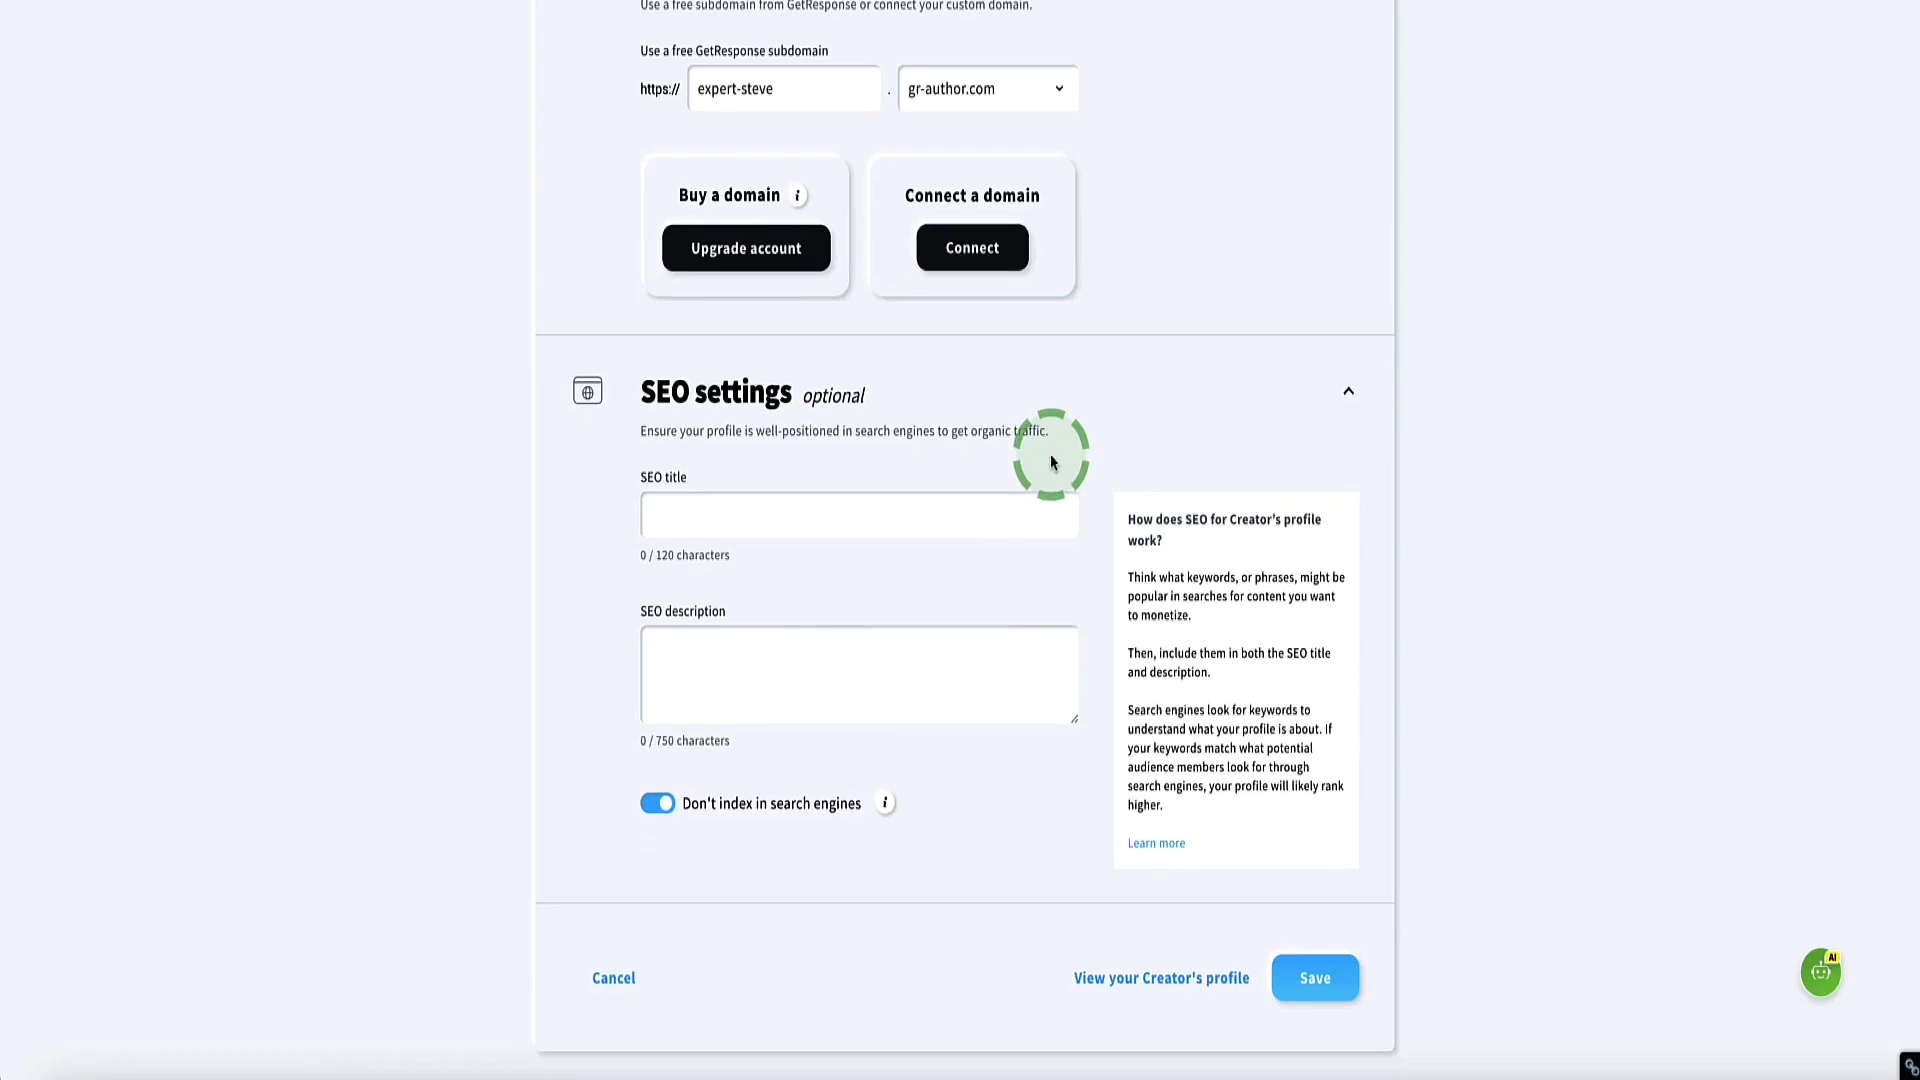 Use a free subdomain from GetResponse or connect your custom domain.
Use a free GetResponse subdomain
https:// expert-steve . gr-author.com
Buy a domain i
Connect a domain
Upgrade account
Connect
SEO settings optional
Ensure your profile is well-positioned in search engines to get organic traffic.
SEO title
0 / 120 characters
SEO description
0 / 750 characters
Don't index in search engines i
How does SEO for Creator's profile
work?
Think what keywords, or phrases, might be
popular in searches for content you want
to monetize.
Then, include them in both the SEO title
and description.
Search engines look for keywords to
understand what your profile is about. If
your keywords match what potential
audience members look for through
search engines, your profile will likely rank
higher.
Learn more
Cancel
View your Creator's profile
Save
AI